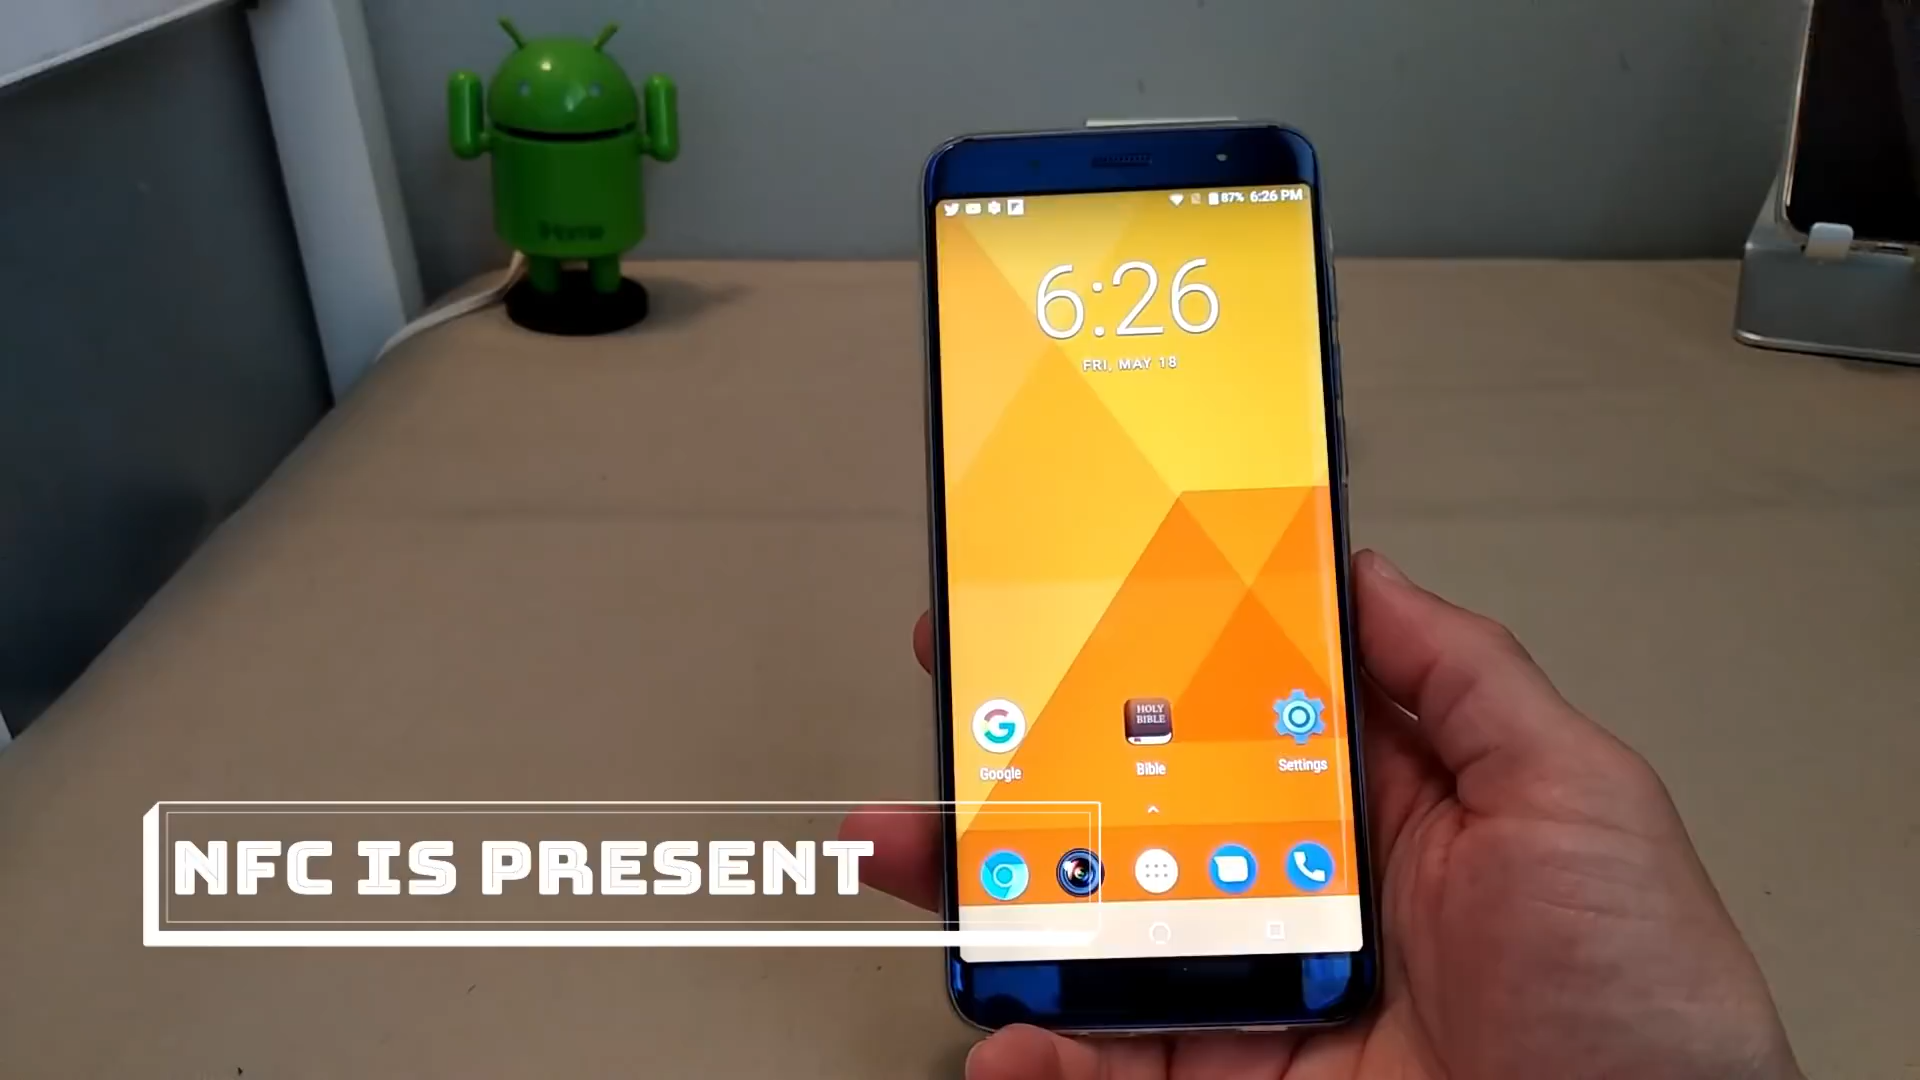 87% 6:26 PM
6:26
FRI, MAY 18
HOLY
BIBLE
Google
Bible
Settings
NFC IS PRESENT